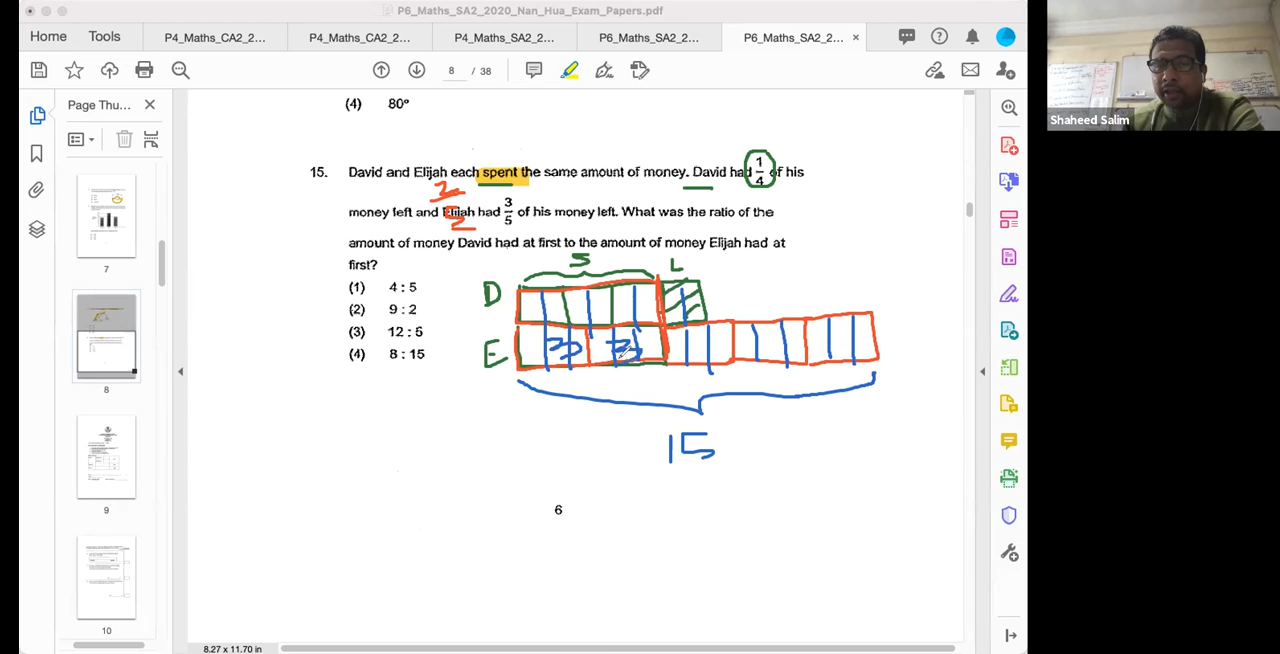 P6_Maths_SA2_2020_Nan_Hua_Exam_Papers.pdf
Home
Tools
P4_Maths_CA2_2...
P4_Maths_CA2_2...
P4_Maths_SA2_2...
P6_Maths_SA_2...
P6_Maths_SA2_2...
8 / 38
Shaheed Salim
Page Thu...
7
8
9
10
(4) 80°
15. David and Elijah each spent the same amount of money. David had 1/4 of his
2/5
money left and Elijah had 3/5 of his money left. What was the ratio of the
amount of money David had at first to the amount of money Elijah had at
first?
(1) 4 : 5
(2) 9 : 2
(3) 12 : 5
(4) 8 : 15
S L
D
E
15
6
8.27 x 11.70 in